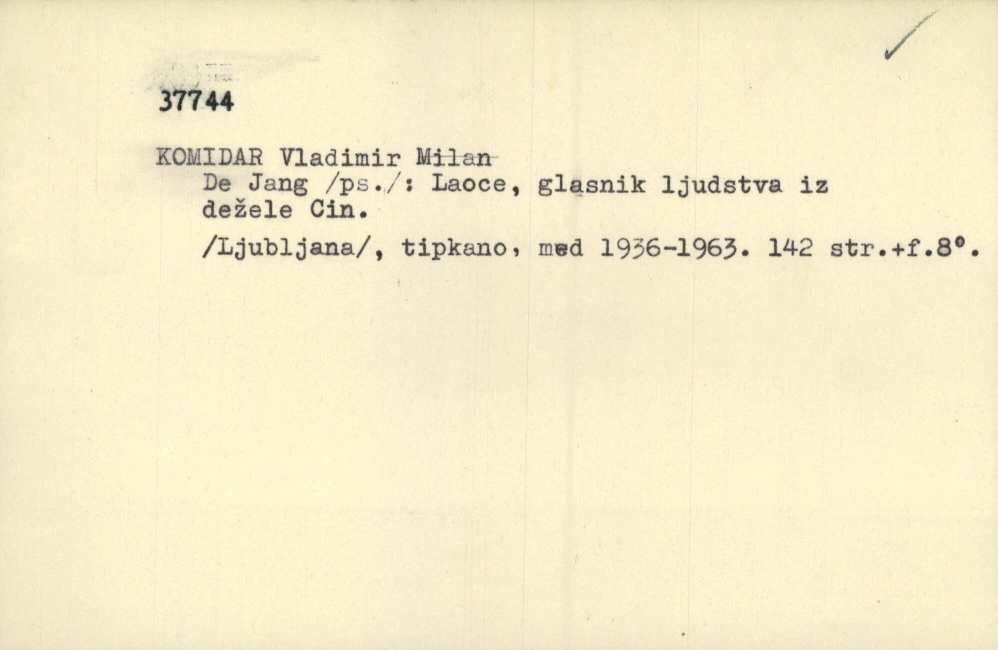 37744
KOMIDAR Vladimir Milan
De Jang /ps./: Laoce, glasnik ljudstva iz
dežele Cin.
/Ljubljana/, tipkano, med 1936-1963. 142 str.+f.8°.